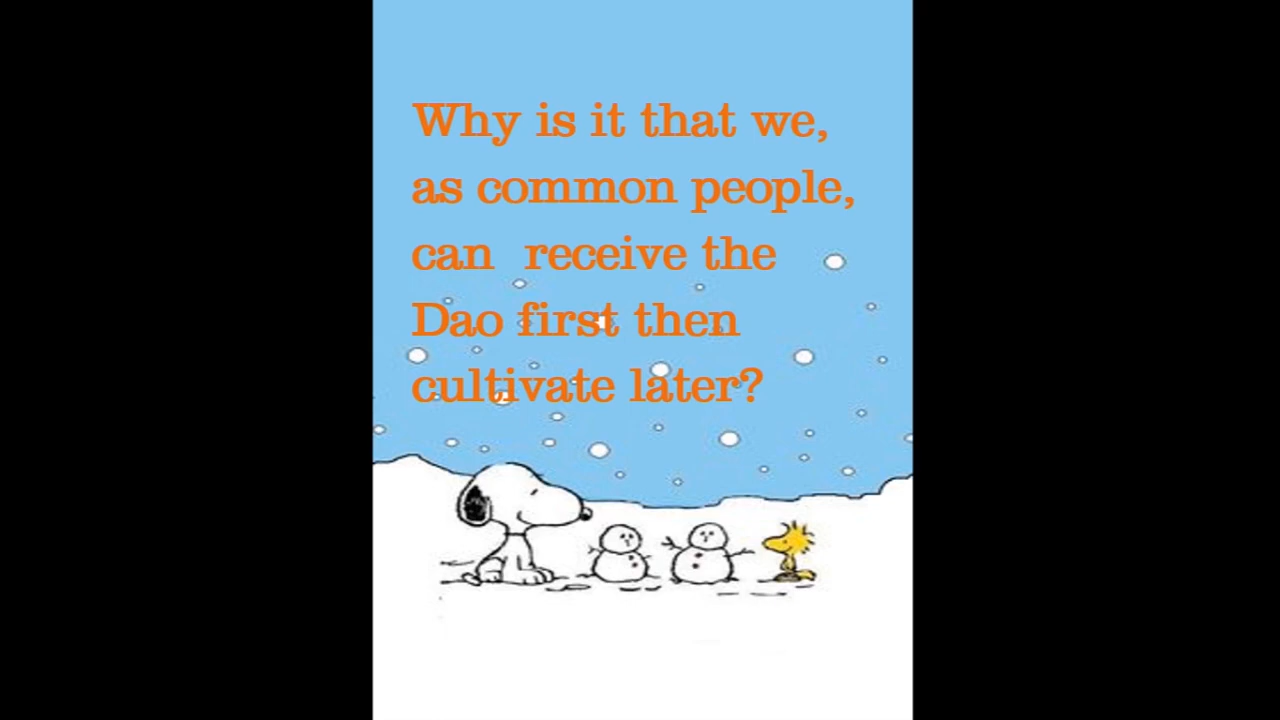 Why is it that we,
as common people,
can receive the
Dao first then
cultivate later?